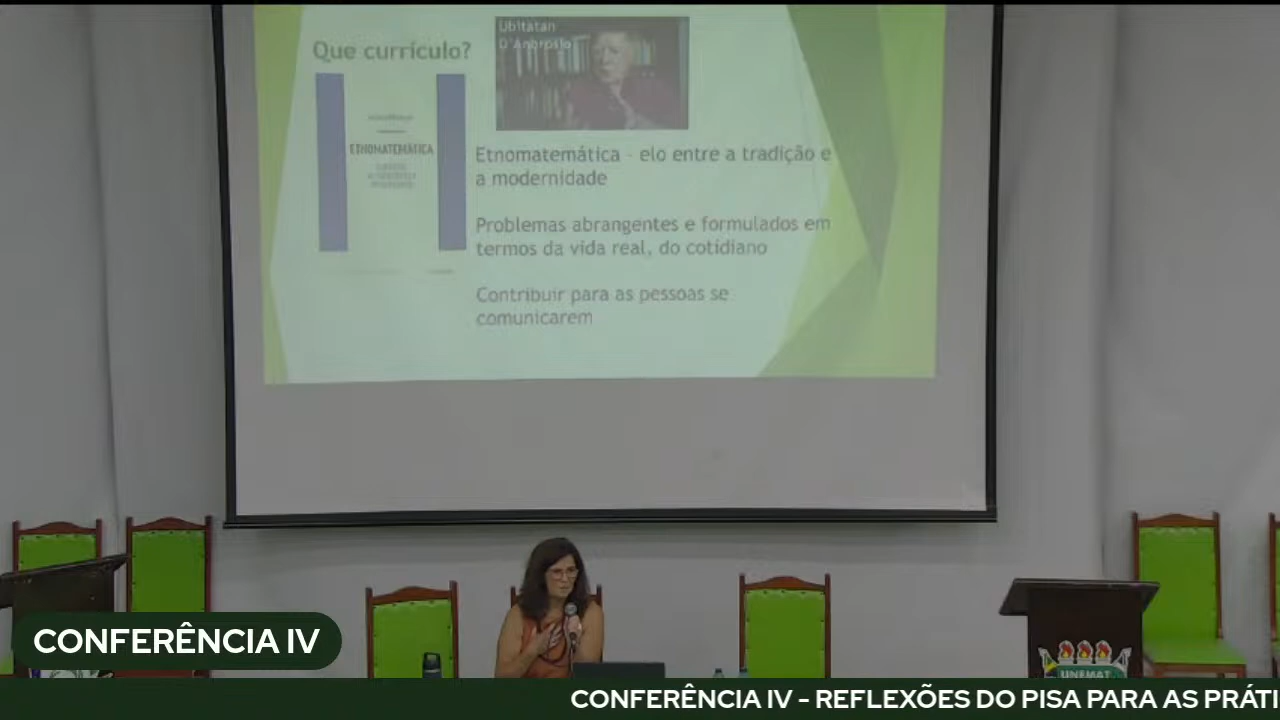 Que currículo?
Ubitatan
D'Ambrosio
ETNOMATEMÁTICA
Etnomatemática - elo entre a tradição e
a modernidade
Problemas abrangentes e formulados em
termos da vida real, do cotidiano
Contribuir para as pessoas se
comunicarem
CONFERÊNCIA IV
UNEMAT
CONFERÊNCIA IV - REFLEXÕES DO PISA PARA AS PRÁTI